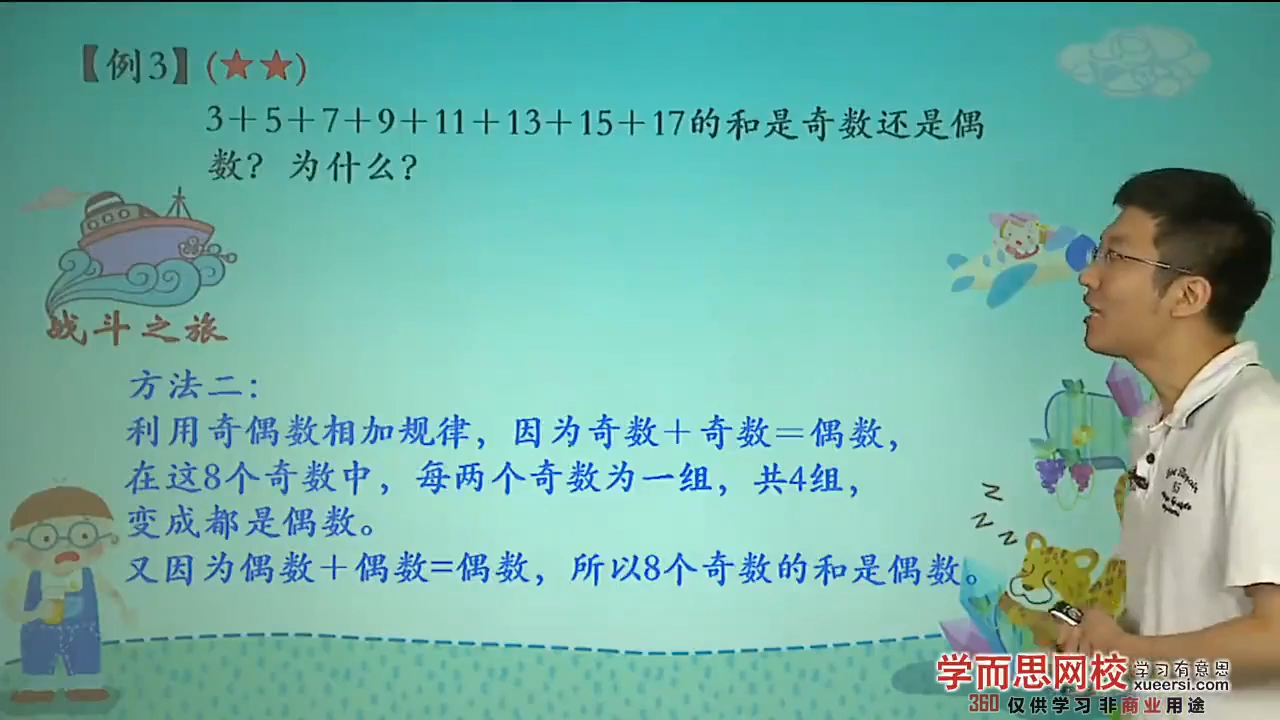 【例3】(★★)
3+5+7+9+11+13+15+17的和是奇数还是偶
数? 为什么?
战斗之旅
方法二:
利用奇偶数相加规律，因为奇数+奇数=偶数，
在这8个奇数中，每两个奇数为一组，共4组，
变成都是偶数。
又因为偶数+偶数=偶数，所以8个奇数的和是偶数。
z
z
z
学而思网校 学习有意思
xueersi.com
360 仅供学习 非商业用途